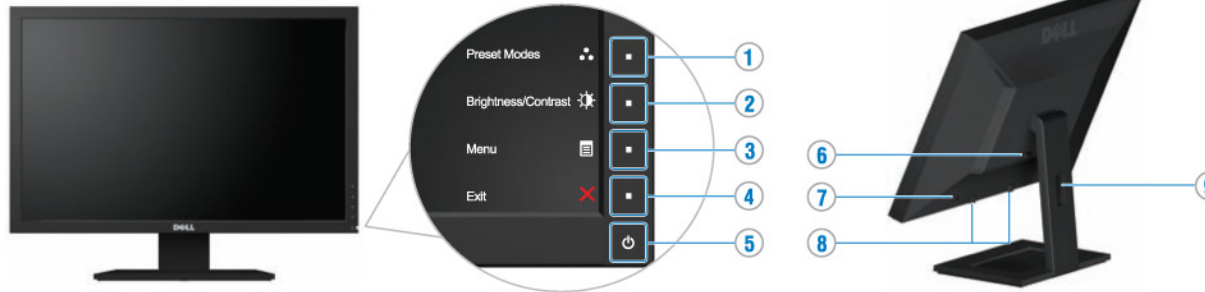 DELL
Preset Modes
Brightness/Contrast
Menu
Exit
1
2
3
4
5
DELL
6
7
8